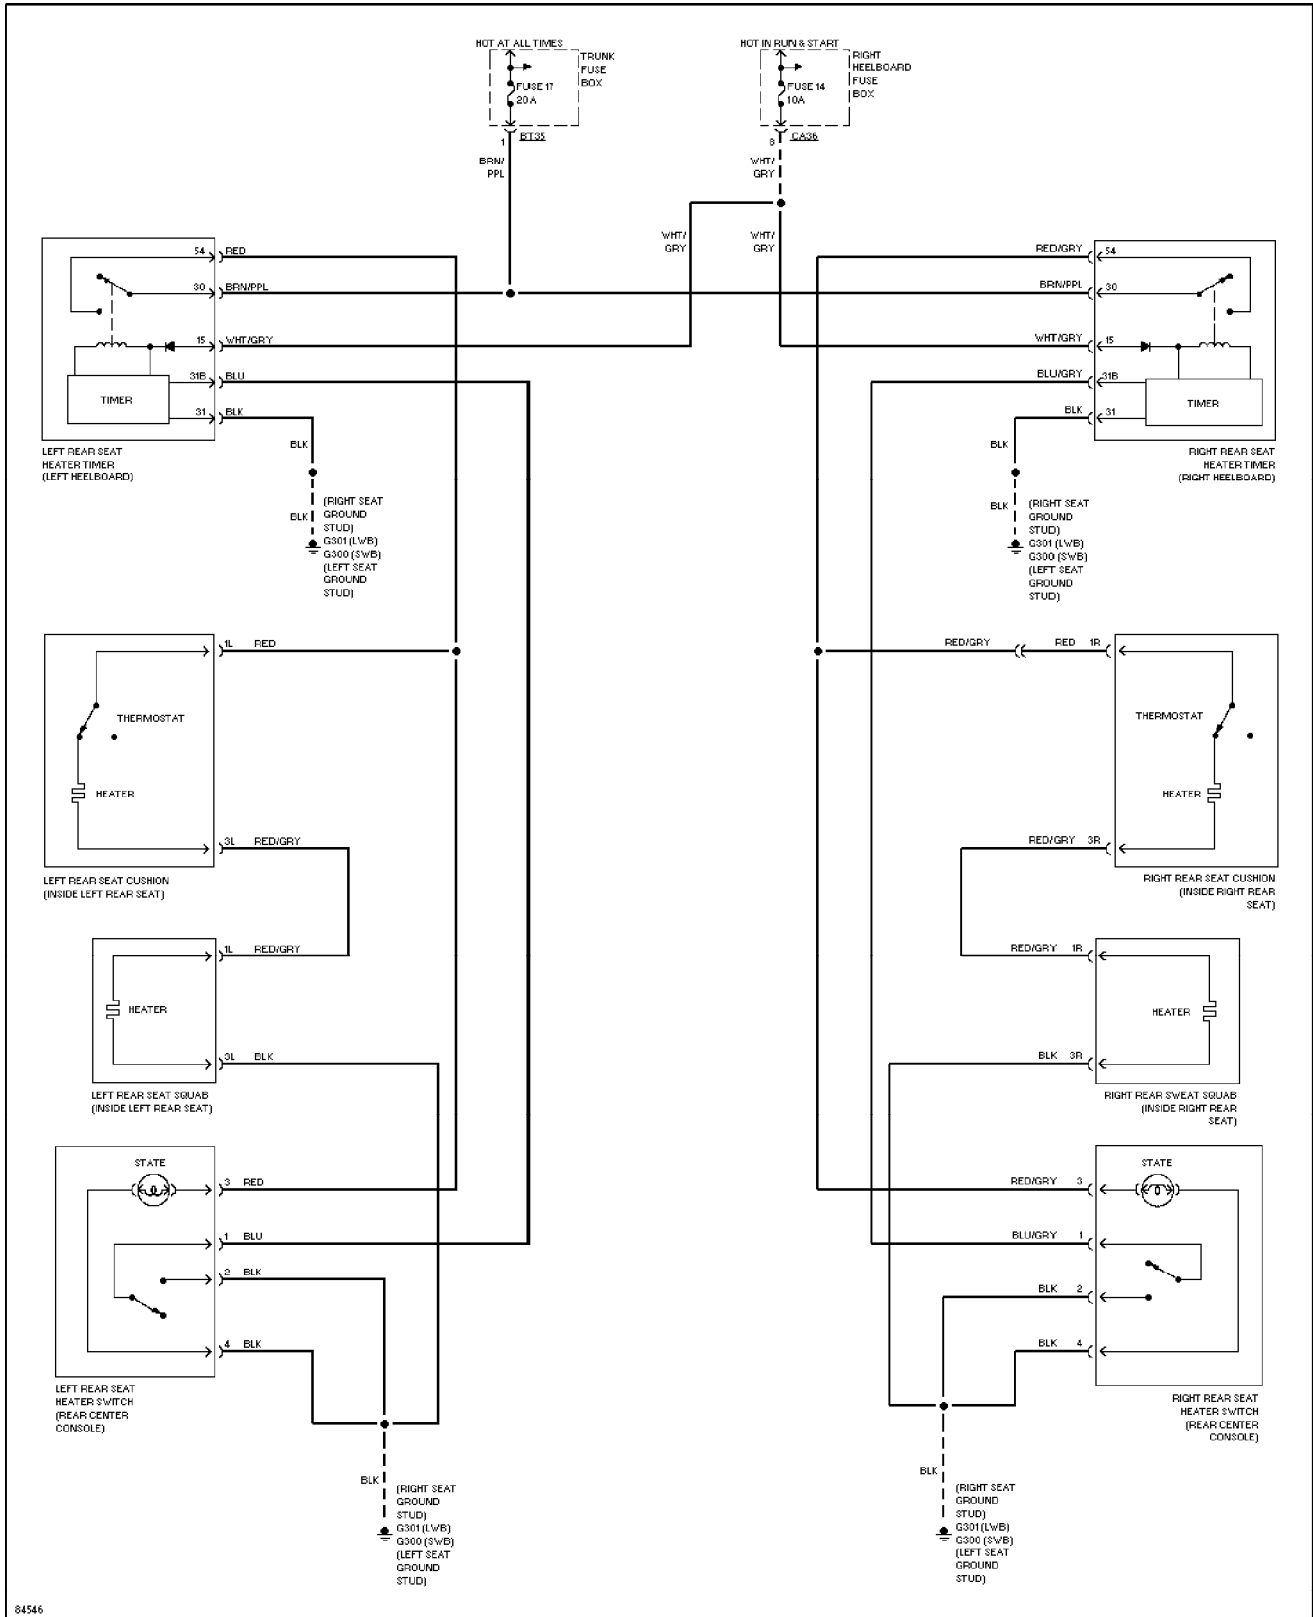 HOT AT ALL TIMES
TRUNK
FUSE
BOX
FUSE 17
20 A
1
BT35
BRN/
PPL
HOT IN RUN & START
RIGHT
HEELBOARD
FUSE
BOX
FUSE 14
10A
8
CA36
WHT/
GRY
WHT/
GRY
WHT/
GRY
54
RED
30
BRN/PPL
15
WHT/GRY
31B
BLU
31
BLK
TIMER
LEFT REAR SEAT
HEATER TIMER
(LEFT HEELBOARD)
BLK
BLK
(RIGHT SEAT
GROUND
STUD)
G301 (LWB)
G300 (SWB)
(LEFT SEAT
GROUND
STUD)
RED/GRY
54
BRN/PPL
30
WHT/GRY
15
BLU/GRY
31B
BLK
31
TIMER
RIGHT REAR SEAT
HEATER TIMER
(RIGHT HEELBOARD)
BLK
BLK
(RIGHT SEAT
GROUND
STUD)
G301 (LWB)
G300 (SWB)
(LEFT SEAT
GROUND
STUD)
1L
RED
THERMOSTAT
HEATER
3L
RED/GRY
LEFT REAR SEAT CUSHION
(INSIDE LEFT REAR SEAT)
RED/GRY
RED
1R
THERMOSTAT
HEATER
RED/GRY
3R
RIGHT REAR SEAT CUSHION
(INSIDE RIGHT REAR
SEAT)
1L
RED/GRY
HEATER
3L
BLK
LEFT REAR SEAT SQUAB
(INSIDE LEFT REAR SEAT)
RED/GRY
1R
HEATER
BLK
3R
RIGHT REAR SWEAT SQUAB
(INSIDE RIGHT REAR
SEAT)
STATE
3
RED
1
BLU
2
BLK
4
BLK
LEFT REAR SEAT
HEATER SWITCH
(REAR CENTER
CONSOLE)
BLK
(RIGHT SEAT
GROUND
STUD)
G301 (LWB)
G300 (SWB)
(LEFT SEAT
GROUND
STUD)
STATE
RED/GRY
3
BLU/GRY
1
BLK
2
BLK
4
RIGHT REAR SEAT
HEATER SWITCH
(REAR CENTER
CONSOLE)
BLK
(RIGHT SEAT
GROUND
STUD)
G301 (LWB)
G300 (SWB)
(LEFT SEAT
GROUND
STUD)
84546